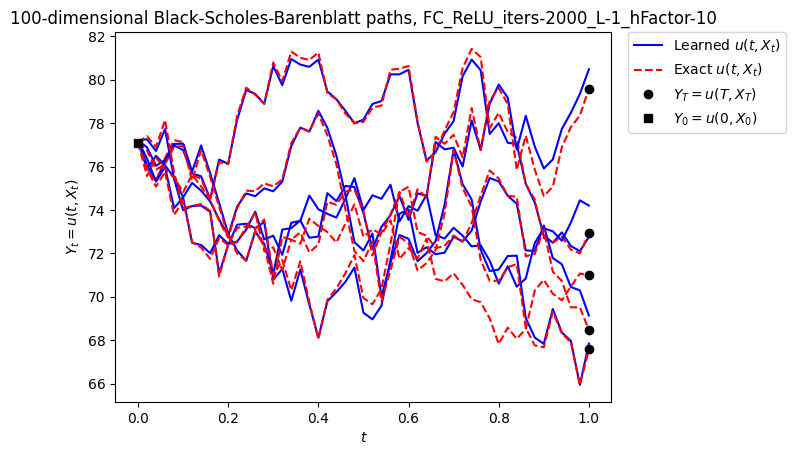 100-dimensional Black-Scholes-Barenblatt paths, FC_ReLU_iters-2000_L-1_hFactor-10
82
80
78
76
74
72
70
68
66
Y_t = u(t, X_t)
0.0 0.2 0.4 0.6 0.8 1.0
t
Learned u(t, X_t)
Exact u(t, X_t)
Y_T = u(T, X_T)
Y_0 = u(0, X_0)